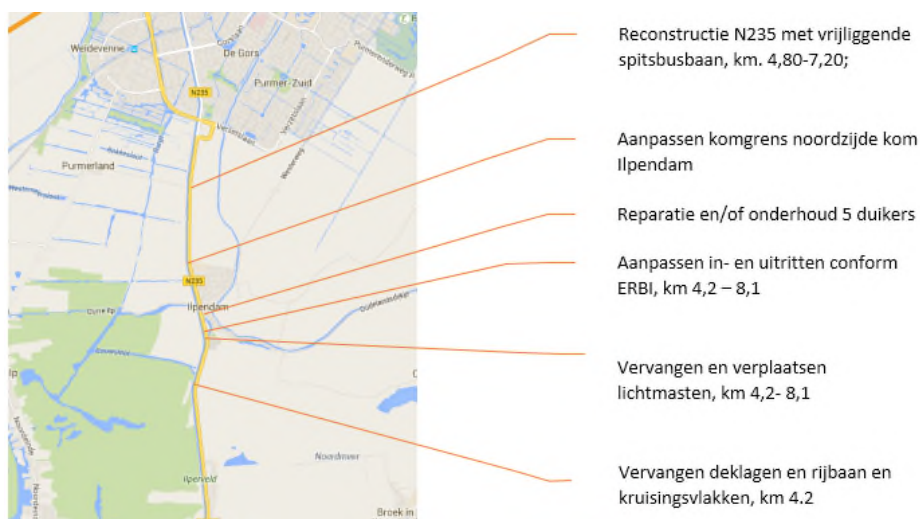 Reconstructie N235 met vrijliggende
spitsbusbaan, km. 4,80-7,20;
Aanpassen komgrens noordzijde kom
Ilpendam
Reparatie en/of onderhoud 5 duikers
Aanpassen in- en uitritten conform
ERBI, km 4,2 – 8,1
Vervangen en verplaatsen
lichtmasten, km 4,2- 8,1
Vervangen deklagen en rijbaan en
kruisingsvlakken, km 4.2
Weidevenne
De Gors
Purmer-Zuid
N235
Purmerland
N235
Ilpendam
Noordmeer
Ilperveld
Broek in